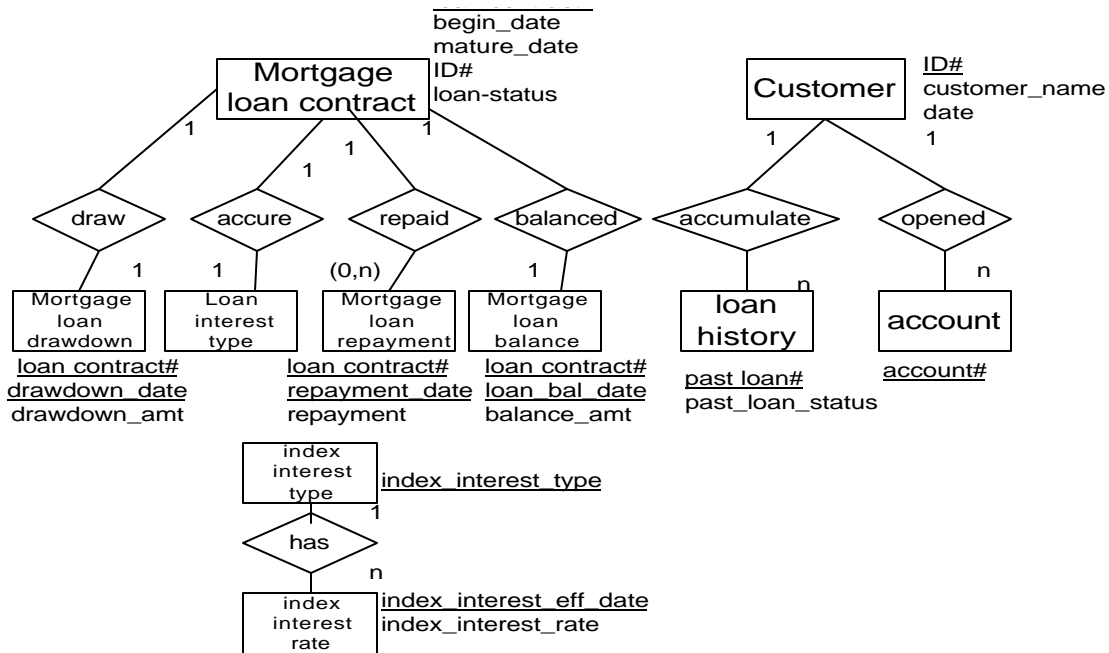 begin_date
mature_date
ID#
loan-status
Mortgage
loan contract
Customer
ID#
customer_name
date
1
1
1
1
1
1
draw
accure
repaid
balanced
accumulate
opened
1
1
(0,n)
1
n
n
Mortgage
loan
drawdown
Loan
interest
type
Mortgage
loan
repayment
Mortgage
loan
balance
loan
history
account
loan contract#
drawdown_date
drawdown_amt
loan contract#
repayment_date
repayment
loan contract#
loan_bal_date
balance_amt
past loan#
past_loan_status
account#
index
interest
type
index_interest_type
1
has
n
index
interest
rate
index_interest_eff_date
index_interest_rate